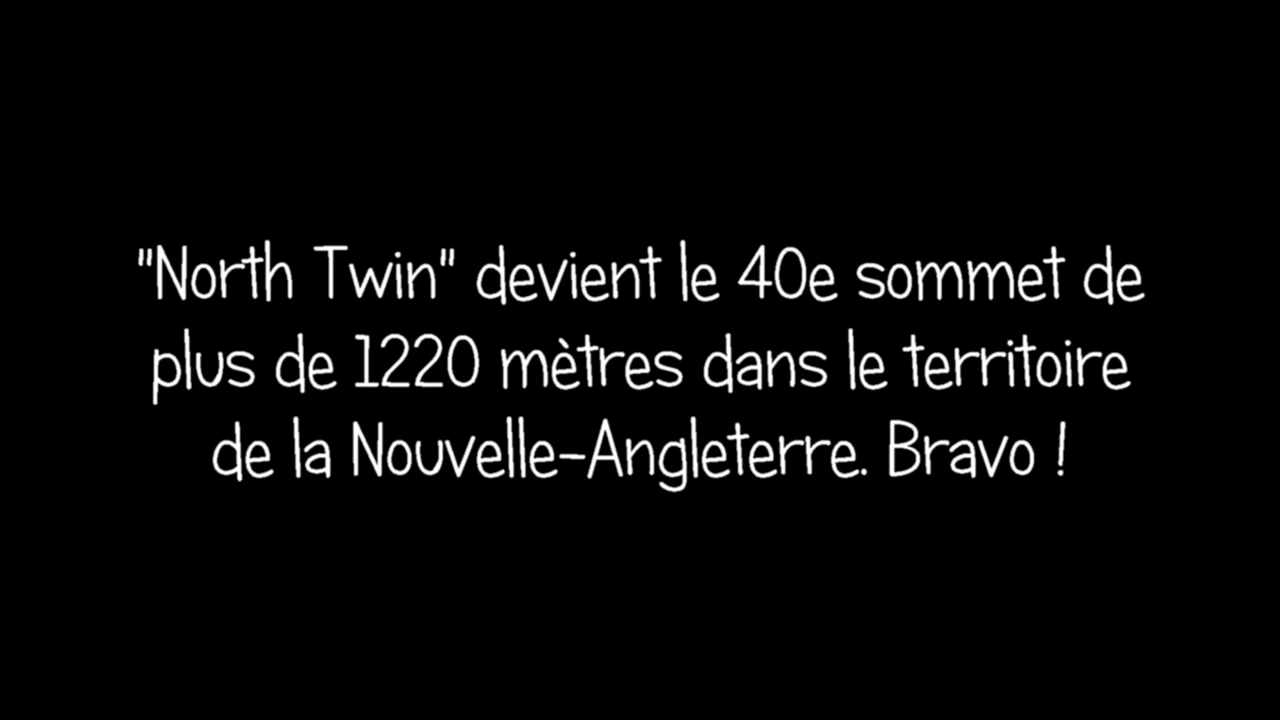 "North Twin" devient le 40e sommet de
plus de 1220 mètres dans le territoire
de la Nouvelle-Angleterre. Bravo !